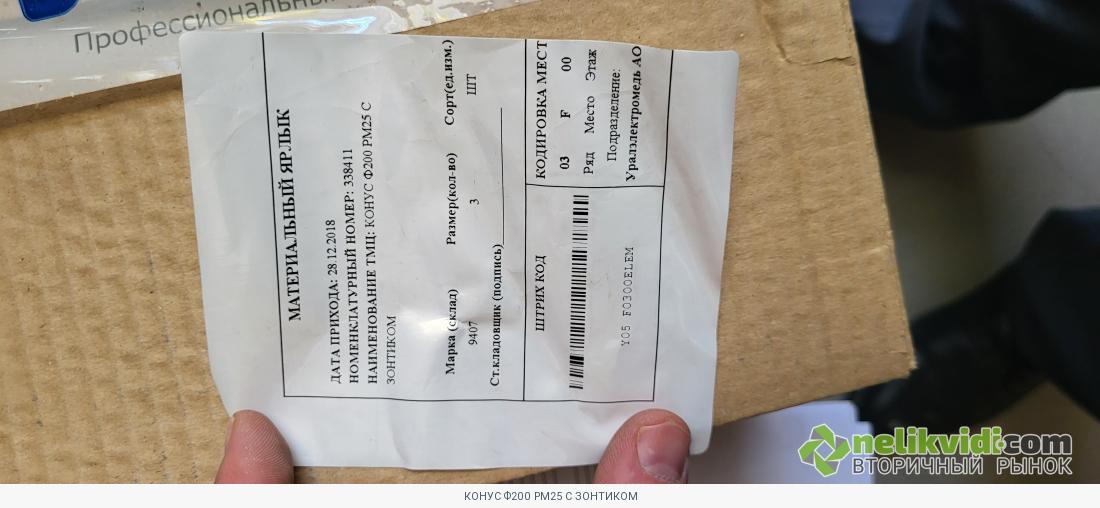 Профессиональны
МАТЕРИАЛЬНЫЙ ЯРЛЫК
ДАТА ПРИХОДА: 28.12.2018
НОМЕНКЛАТУРНЫЙ НОМЕР: 338411
НАИМЕНОВАНИЕ ТМЦ: КОНУС Ф200 РМ25 С
ЗОНТИКОМ
Марка (склад) Размер(кол-во) Сорт(ед.изм.)
9407 3 ШТ
Ст.кладовщик (подпись)
ШТРИХ КОД
Y05 F0300ELEM
КОДИРОВКА МЕСТ
03 F 00
Ряд Место Этаж
Подразделение:
Уралэлектромедь АО
nelikvidi.com
ВТОРИЧНЫЙ РЫНОК
КОНУС Ф200 РМ25 С ЗОНТИКОМ